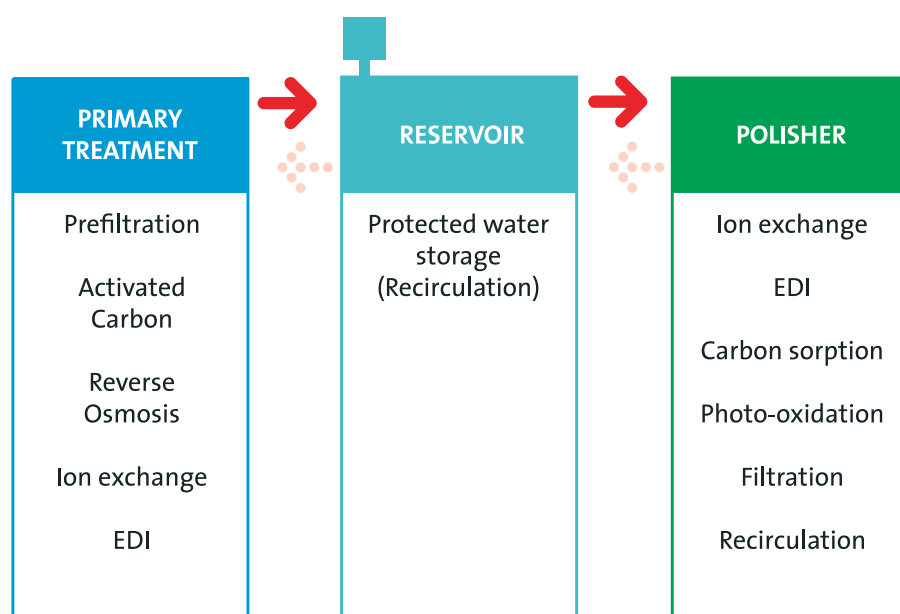 PRIMARY
TREATMENT
Prefiltration
Activated
Carbon
Reverse
Osmosis
Ion exchange
EDI
RESERVOIR
Protected water
storage
(Recirculation)
POLISHER
Ion exchange
EDI
Carbon sorption
Photo-oxidation
Filtration
Recirculation